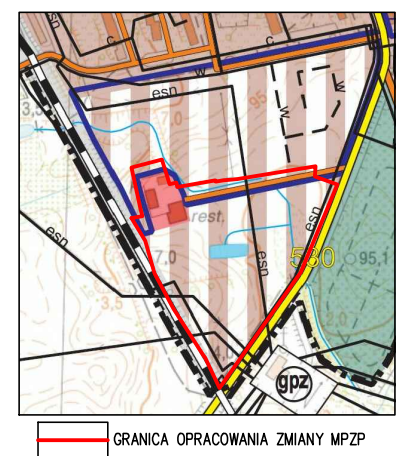 esn
c
c
w
3,5
esn
95
w
7,0
w
rest.
esn
esn
esn
580
95,1
7,0
3,5
gpz
GRANICA OPRACOWANIA ZMIANY MPZP